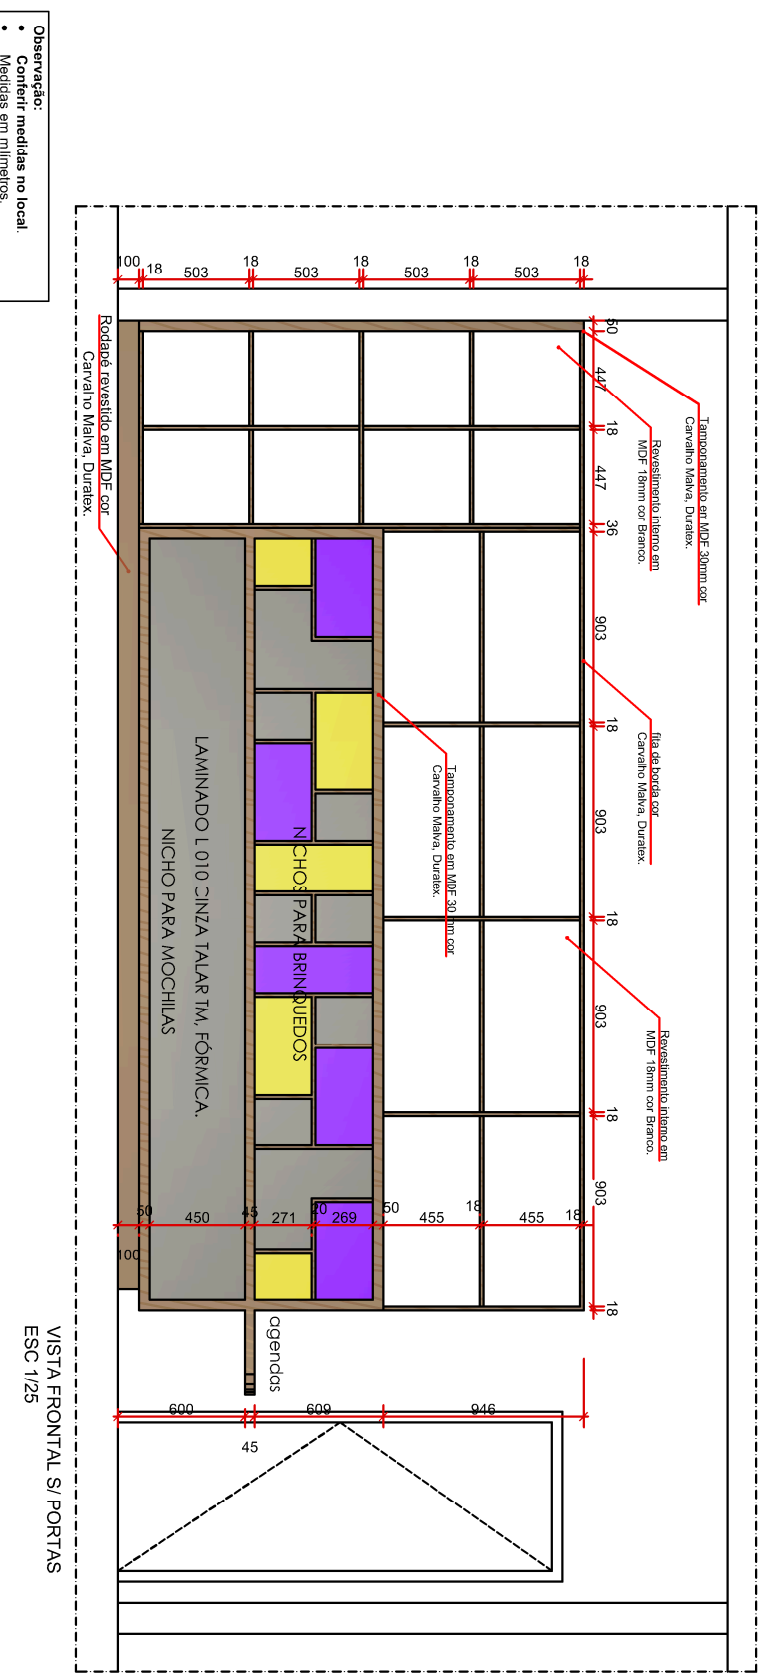 Observação:
• Conferir medidas no local.
• Medidas em milímetros.
100
18
503
18
503
18
503
18
503
18
50
447
18
447
36
903
18
903
18
903
18
903
18
Tamponamento em MDF 30mm cor
Carvalho Malva, Duratex.
Revestimento interno em
MDF 18mm cor Branco.
fita de borda cor
Carvalho Malva, Duratex.
Revestimento interno em
MDF 18mm cor Branco.
Tamponamento em MDF 30 mm cor
Carvalho Malva, Duratex.
Rodapé revestido em MDF cor
Carvalho Malva, Duratex.
NICHOS PARA BRINQUEDOS
LAMINADO L 010 CINZA TALAR TM, FÓRMICA.
NICHO PARA MOCHILAS
100
50
450
45
271
20
269
50
455
18
455
18
agendas
600
45
609
946
VISTA FRONTAL S/ PORTAS
ESC 1/25